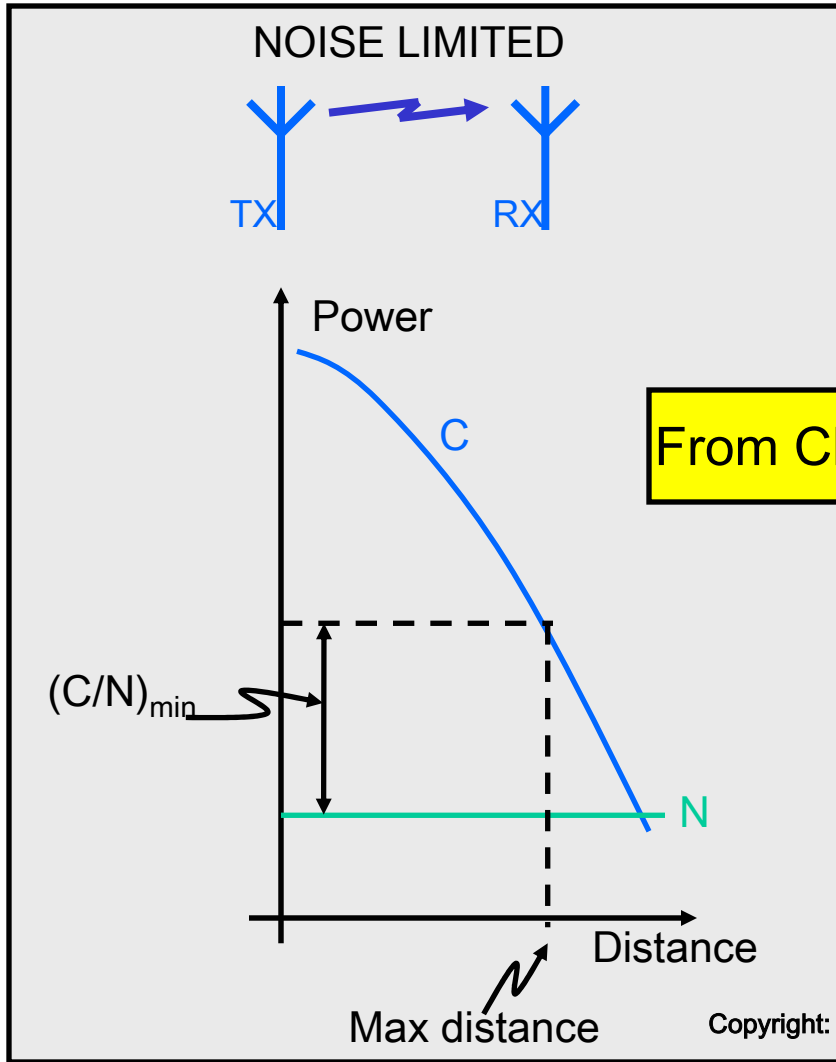 NOISE LIMITED
TX
RX
Power
C
From
(C/N)min
N
Distance
Max distance
Copyright: